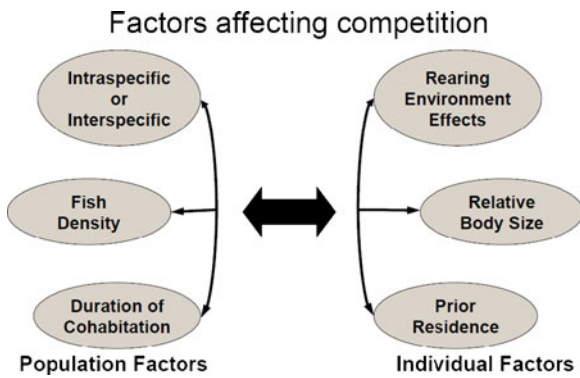 Factors affecting competition
Intraspecific
or
Interspecific
Fish
Density
Duration of
Cohabitation
Population Factors
Rearing
Environment
Effects
Relative
Body Size
Prior
Residence
Individual Factors